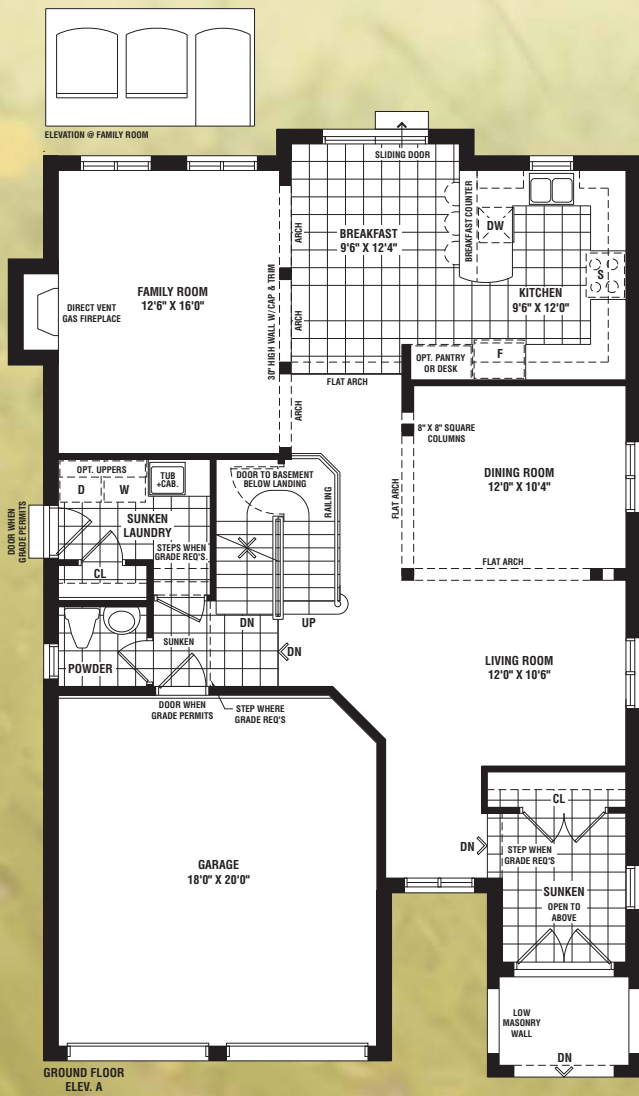 ELEVATION @ FAMILY ROOM
SLIDING DOOR
BREAKFAST
9'6" X 12'4"
BREAKFAST COUNTER
DW
ARCH
KITCHEN
9'6" X 12'0"
S
FAMILY ROOM
12'6" X 16'0"
DIRECT VENT
GAS FIREPLACE
30" HIGH WALL W/CAP & TRIM
ARCH
OPT. PANTRY
OR DESK
F
FLAT ARCH
ARCH
8" X 8" SQUARE
COLUMNS
DINING ROOM
12'0" X 10'4"
FLAT ARCH
FLAT ARCH
OPT. UPPERS
D
W
TUB
+CAB.
DOOR TO BASEMENT
BELOW LANDING
RAILING
DOOR WHEN
GRADE PERMITS
SUNKEN
LAUNDRY
STEPS WHEN
GRADE REQ'S.
CL
DN
UP
SUNKEN
DN
POWDER
LIVING ROOM
12'0" X 10'6"
DOOR WHEN
GRADE PERMITS
STEP WHERE
GRADE REQ'S
GARAGE
18'0" X 20'0"
CL
DN
STEP WHEN
GRADE REQ'S
SUNKEN
OPEN TO
ABOVE
LOW
MASONRY
WALL
DN
GROUND FLOOR
ELEV. A